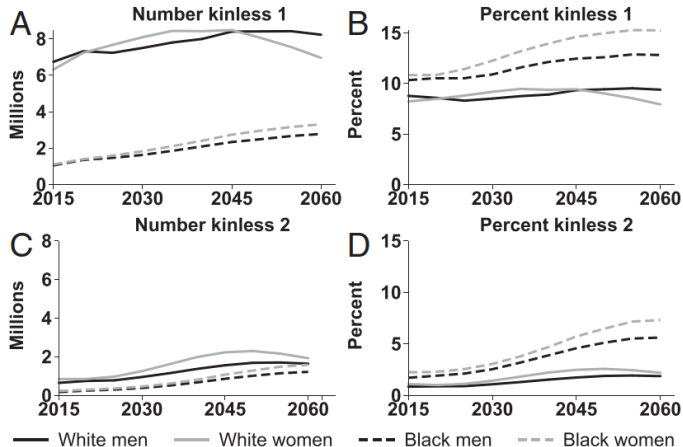 A Number kinless 1
Millions
8
6
4
2
0
2015 2030 2045 2060
B Percent kinless 1
Percent
15
10
5
0
2015 2030 2045 2060
C Number kinless 2
Millions
8
6
4
2
0
2015 2030 2045 2060
D Percent kinless 2
Percent
15
10
5
0
2015 2030 2045 2060
White men White women Black men Black women